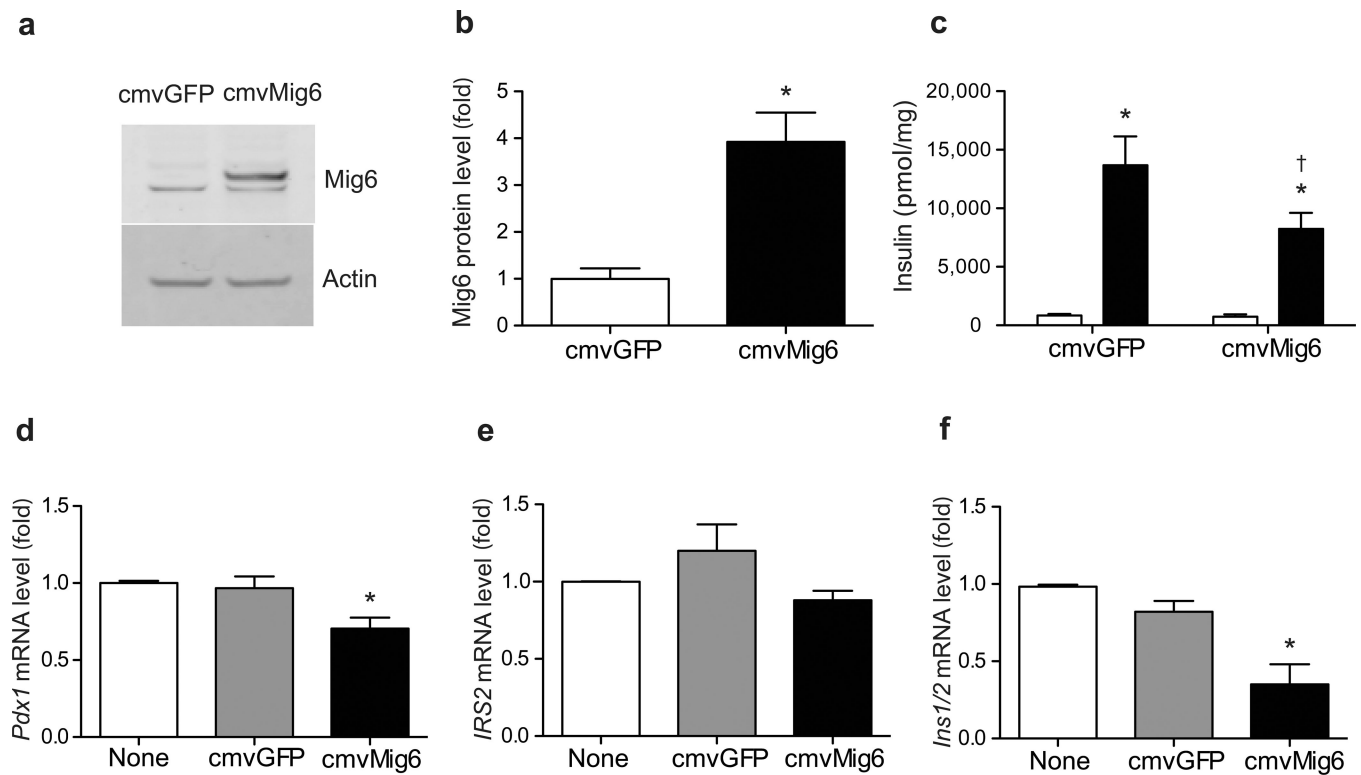 a
cmvGFP cmvMig6
Mig6
Actin
b
Mig6 protein level (fold)
5
4
3
2
1
0
*
cmvGFP
cmvMig6
c
Insulin (pmol/mg)
20,000
15,000
10,000
5,000
0
*
†
*
cmvGFP
cmvMig6
d
Pdx1 mRNA level (fold)
1.5
1.0
0.5
0.0
*
None
cmvGFP
cmvMig6
e
IRS2 mRNA level (fold)
1.5
1.0
0.5
0.0
None
cmvGFP
cmvMig6
f
Ins1/2 mRNA level (fold)
1.5
1.0
0.5
0.0
*
None
cmvGFP
cmvMig6